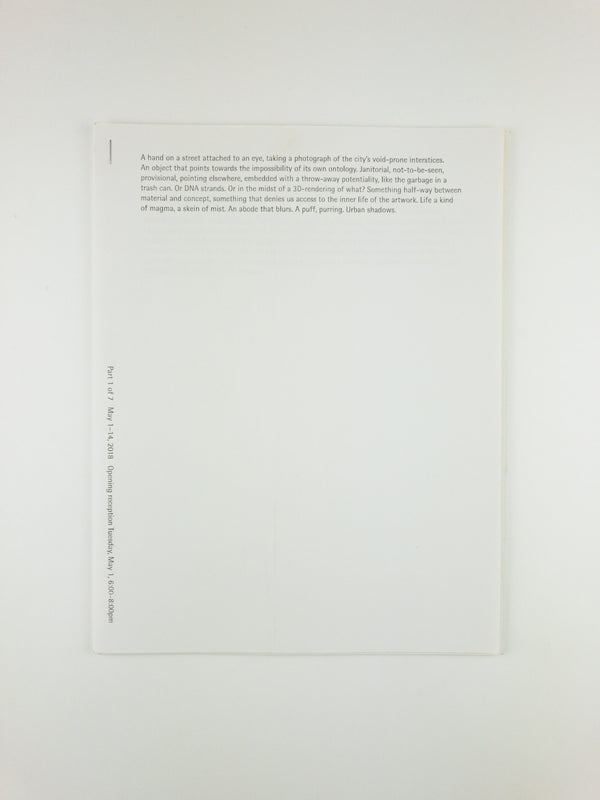 A hand on a street attached to an eye, taking a photograph of the city's void-prone interstices.
An object that points towards the impossibility of its own ontology. Janitorial, not-to-be-seen,
provisional, pointing elsewhere, embedded with a throw-away potentiality, like the garbage in a
trash can. Or DNA strands. Or in the midst of a 3D-rendering of what? Something half-way between
material and concept, something that denies us access to the inner life of the artwork. Life a kind
of magma, a skein of mist. An abode that blurs. A puff, purring. Urban shadows.
Part 1 of 7 May 1–14, 2018 Opening reception Tuesday, May 1, 6:00–8:00pm